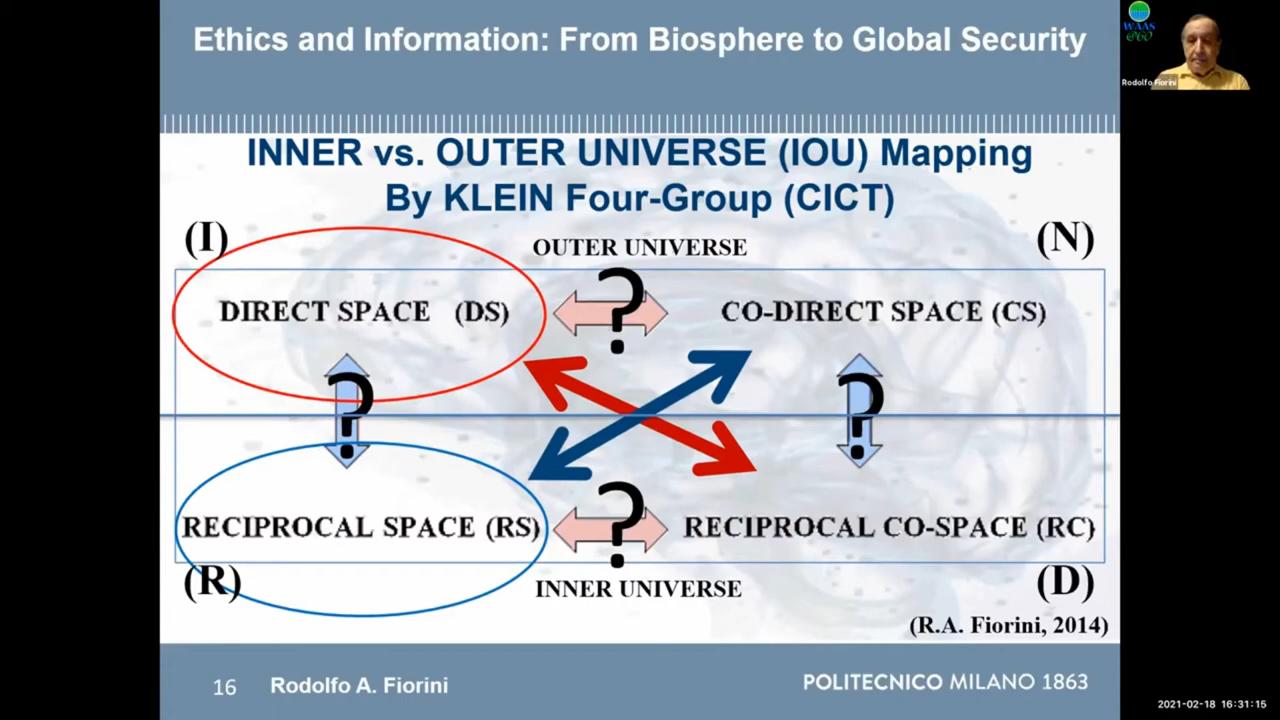 Ethics and Information: From Biosphere to Global Security
WAAS
@60
Rodolfo Fiorini
INNER vs. OUTER UNIVERSE (IOU) Mapping
By KLEIN Four-Group (CICT)
(I)
OUTER UNIVERSE
(N)
DIRECT SPACE (DS)
?
CO-DIRECT SPACE (CS)
?
?
RECIPROCAL SPACE (RS)
?
RECIPROCAL CO-SPACE (RC)
(R)
INNER UNIVERSE
(D)
(R.A. Fiorini, 2014)
16
Rodolfo A. Fiorini
POLITECNICO MILANO 1863
2021-02-18 16:31:15